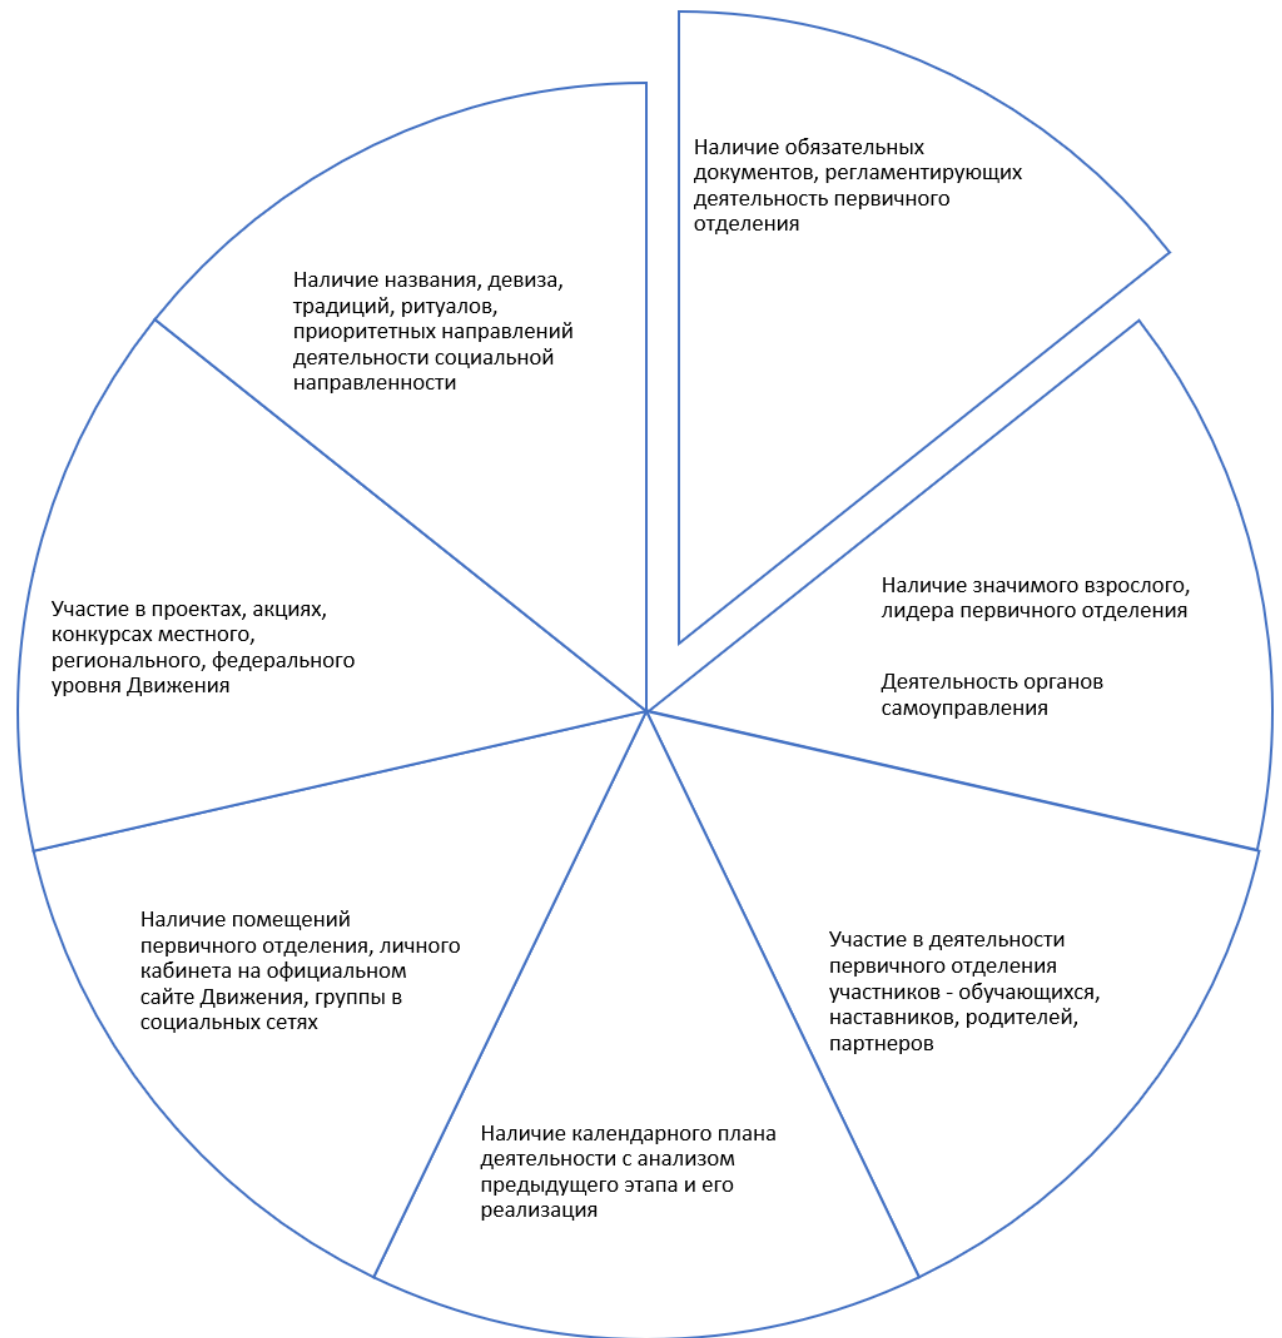 Наличие обязательных
документов, регламентирующих
деятельность первичного
отделения
Наличие значимого взрослого,
лидера первичного отделения
Деятельность органов
самоуправления
Участие в деятельности
первичного отделения
участников - обучающихся,
наставников, родителей,
партнеров
Наличие календарного плана
деятельности с анализом
предыдущего этапа и его
реализация
Наличие помещений
первичного отделения, личного
кабинета на официальном
сайте Движения, группы в
социальных сетях
Участие в проектах, акциях,
конкурсах местного,
регионального, федерального
уровня Движения
Наличие названия, девиза,
традиций, ритуалов,
приоритетных направлений
деятельности социальной
направленности